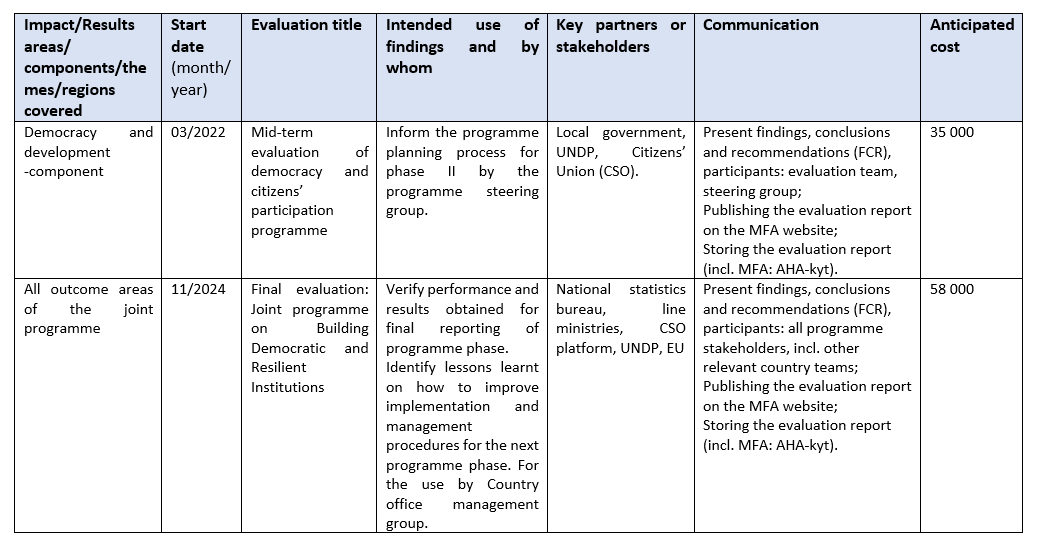 Impact/Results
areas/
components/the
mes/regions
covered
Start
date
(month/
year)
Evaluation title
Intended use of
findings and by
whom
Key partners or
stakeholders
Communication
Anticipated
cost
Democracy and
development
-component
03/2022
Mid-term
evaluation of
democracy and
citizens’
participation
programme
Inform the programme
planning process for
phase II by the
programme steering
group.
Local government,
UNDP, Citizens’
Union (CSO).
Present findings, conclusions
and recommendations (FCR),
participants: evaluation team,
steering group;
Publishing the evaluation report
on the MFA website;
Storing the evaluation report
(incl. MFA: AHA-kyt).
35 000
All outcome areas
of the joint
programme
11/2024
Final evaluation:
Joint programme
on Building
Democratic and
Resilient
Institutions
Verify performance and
results obtained for
final reporting of
programme phase.
Identify lessons learnt
on how to improve
implementation and
management
procedures for the next
programme phase. For
the use by Country
office management
group.
National statistics
bureau, line
ministries, CSO
platform, UNDP, EU
Present findings, conclusions
and recommendations (FCR),
participants: all programme
stakeholders, incl. other
relevant country teams;
Publishing the evaluation report
on the MFA website;
Storing the evaluation report
(incl. MFA: AHA-kyt).
58 000